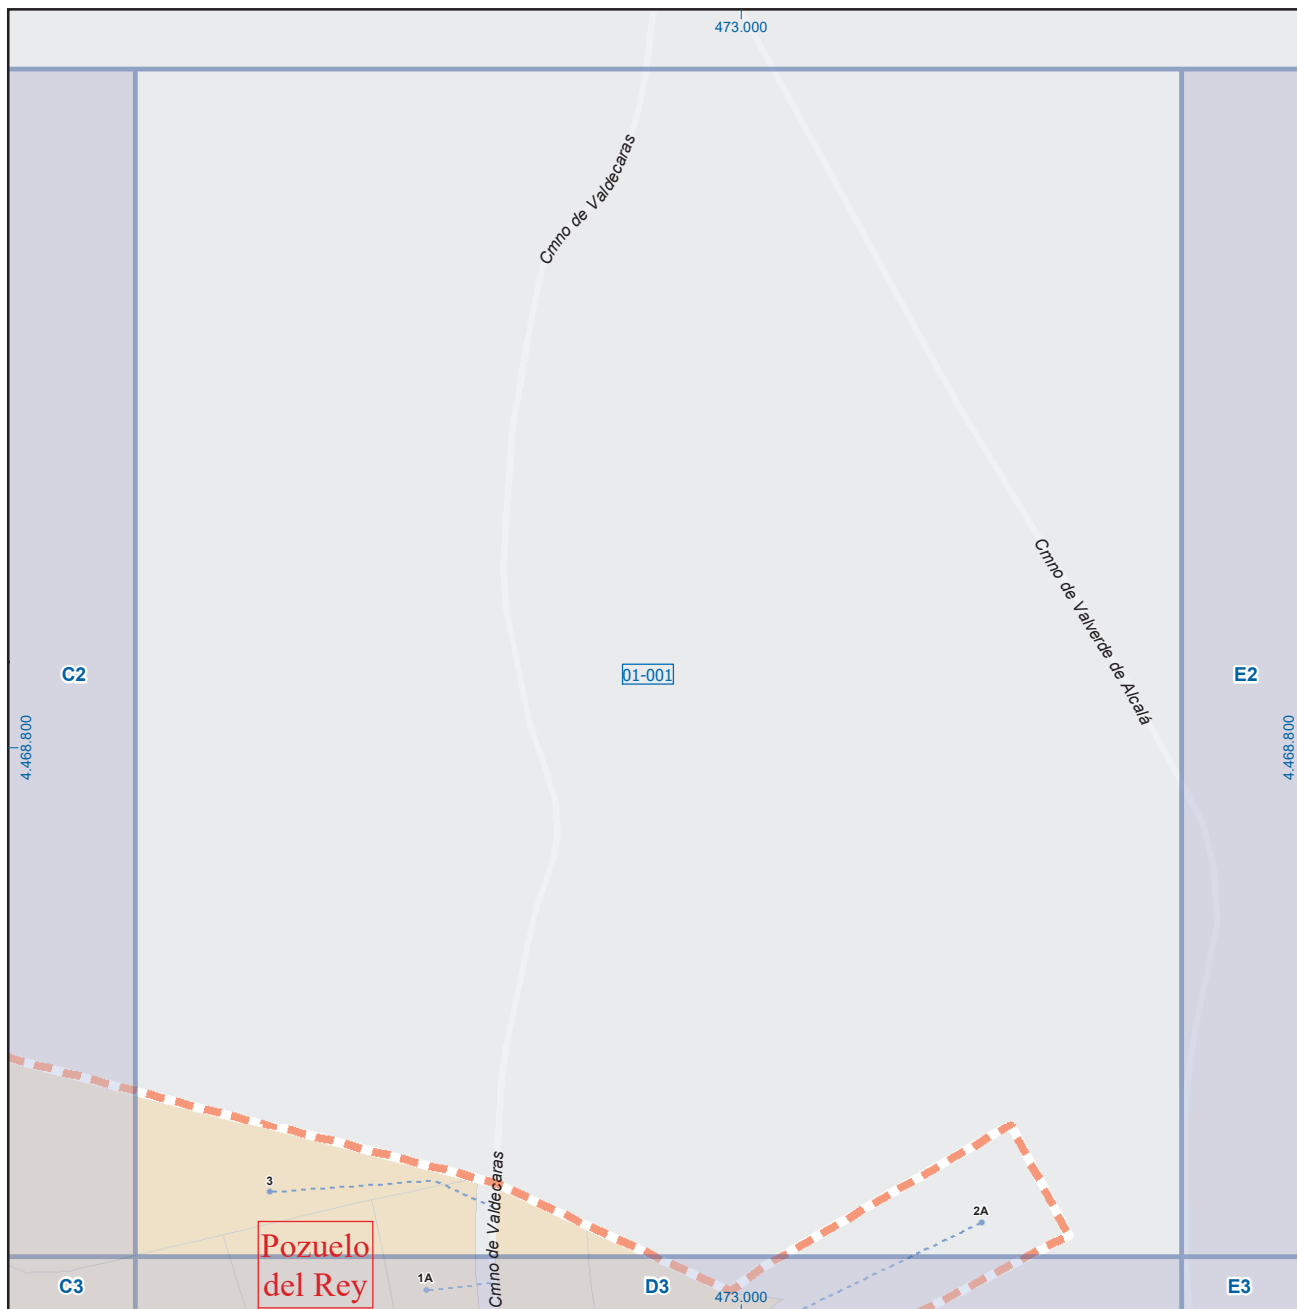 473.000
Cmno de Valdecaras
Cmno de Valverde de Alcalá
C2
01-001
E2
4.468.800
4.468.800
Cmno de Valdecaras
3
2A
Pozuelo
del Rey
1A
C3
D3
E3
473.000